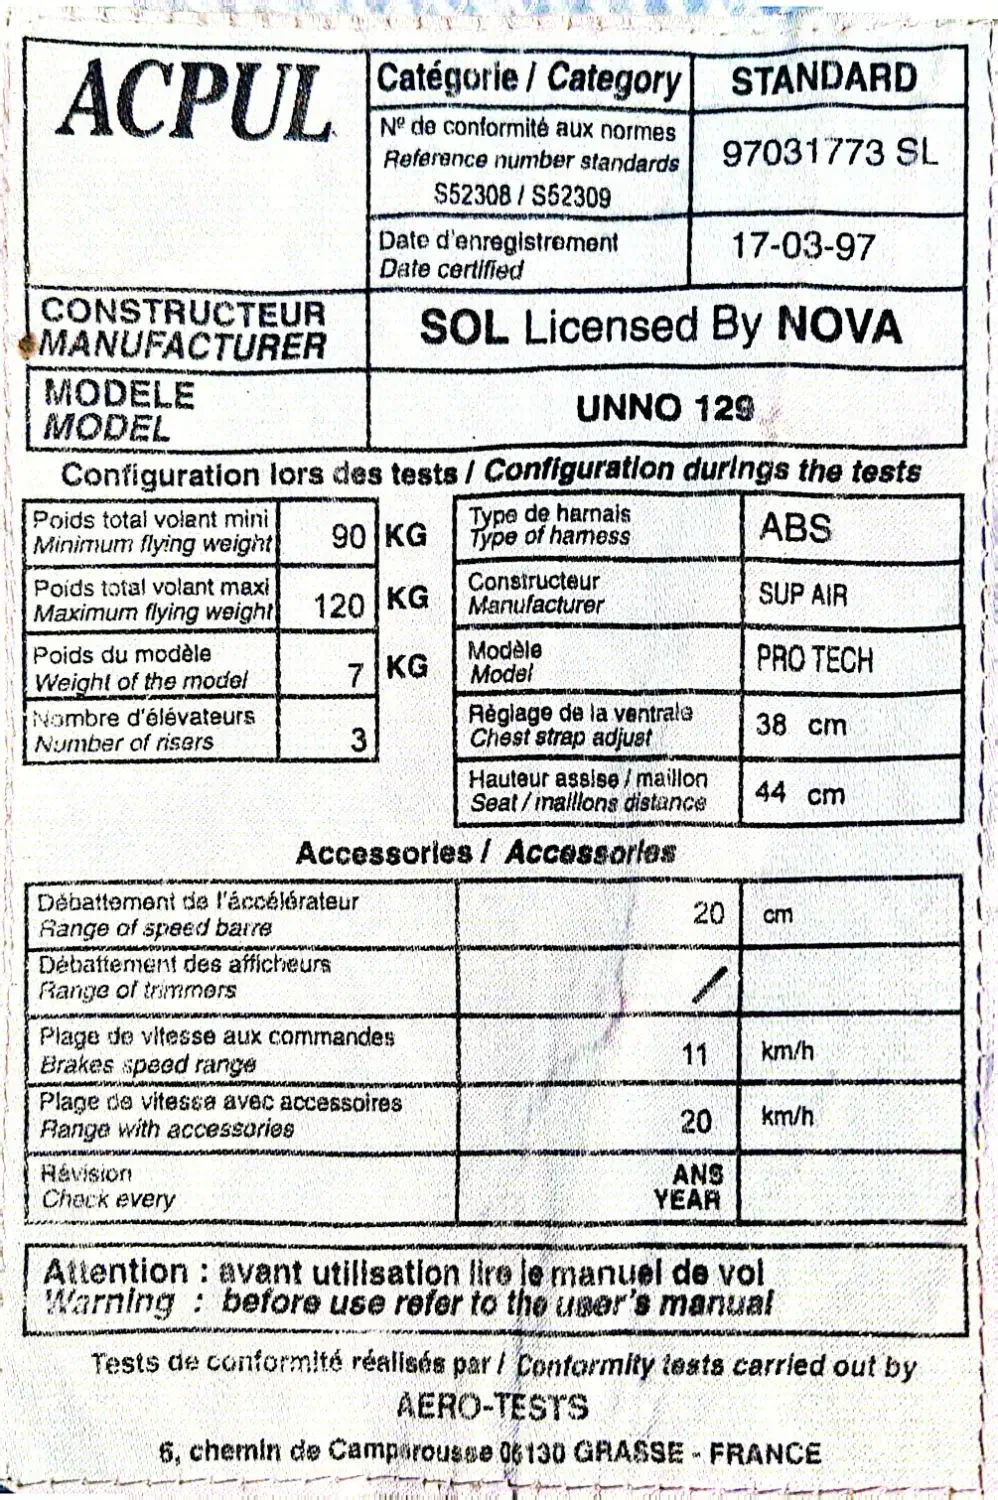 ACPUL
Catégorie / Category STANDARD
Nº de conformité aux normes
Reference number standards
S52308 / S52309
97031773 SL
Date d'enregistrement
Date certified
17-03-97
CONSTRUCTEUR
MANUFACTURER
SOL Licensed By NOVA
MODELE
MODEL
UNNO 129
Configuration lors des tests / Configuration durings the tests
Poids total volant mini
Minimum flying weight
90 KG
Poids total volant maxi
Maximum flying weight
120 KG
Poids du modèle
Weight of the model
7 KG
Nombre d'élévateurs
Number of risers
3
Type de harnais
Type of harness
ABS
Constructeur
Manufacturer
SUP AIR
Modèle
Model
PRO TECH
Règlage de la ventrale
Chest strap adjust
38 cm
Hauteur assise / maillon
Seat / maillons distance
44 cm
Accessories / Accessories
Débattement de l'áccélérateur
Range of speed barre
20 cm
Débattement des afficheurs
Range of trimmers
/
Plage de vitesse aux commandes
Brakes speed range
11 km/h
Plage de vitesse avec accessoires
Range with accessories
20 km/h
Révision
Check every
ANS
YEAR
Attention : avant utilisation lire le manuel de vol
Warning : before use refer to the user's manual
Tests de conformité réalisés par / Conformity tests carried out by
AERO-TESTS
6, chemin de Camperousse 06130 GRASSE - FRANCE